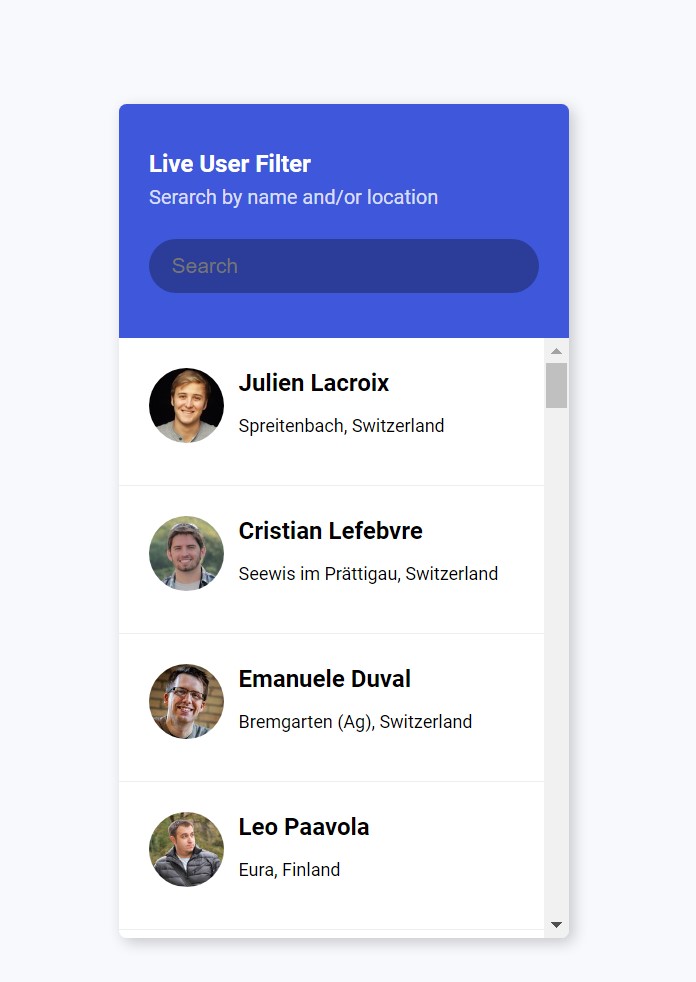 Live User Filter
Serarch by name and/or location
Search
Julien Lacroix
Spreitenbach, Switzerland
Cristian Lefebvre
Seewis im Prättigau, Switzerland
Emanuele Duval
Bremgarten (Ag), Switzerland
Leo Paavola
Eura, Finland